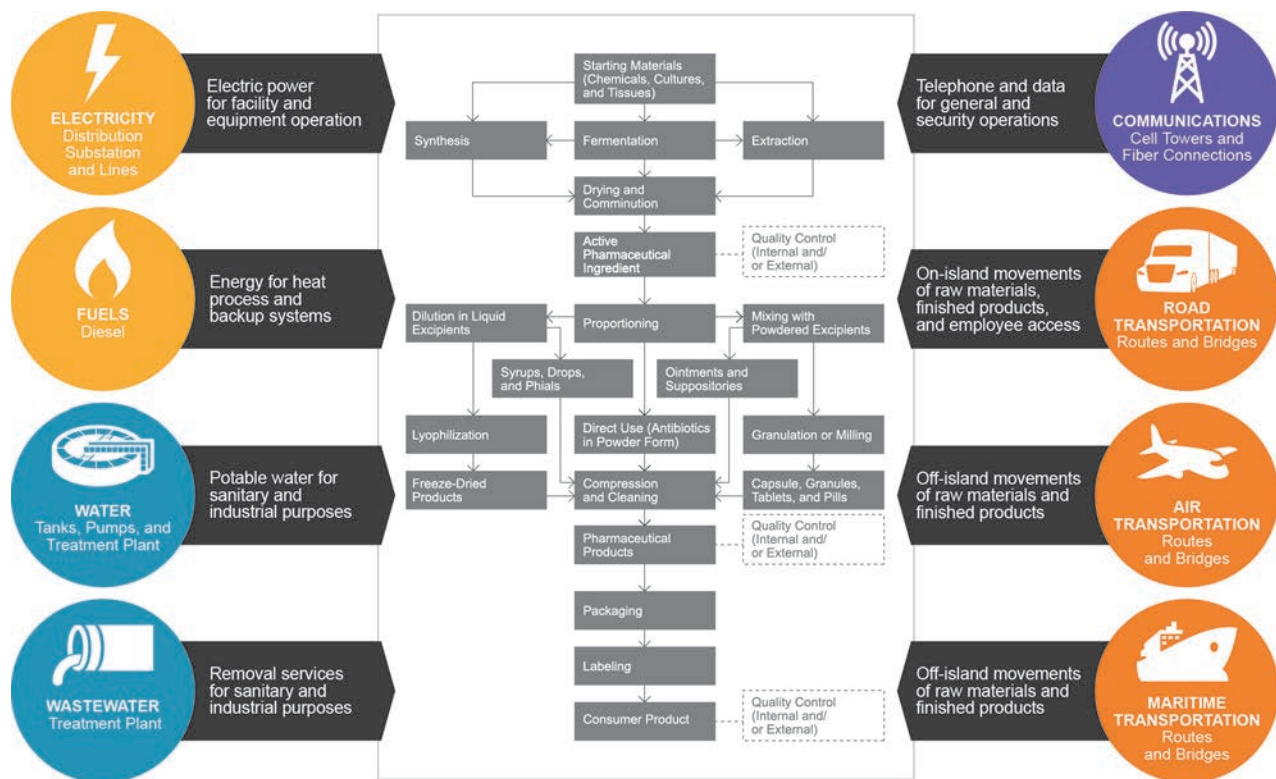 ELECTRICITY
Distribution
Substation
and Lines
Electric power
for facility and
equipment operation
FUELS
Diesel
Energy for heat
process and
backup systems
WATER
Tanks, Pumps, and
Treatment Plant
Potable water for
sanitary and
industrial purposes
WASTEWATER
Treatment Plant
Removal services
for sanitary and
industrial purposes
Starting Materials
(Chemicals, Cultures,
and Tissues)
Synthesis
Fermentation
Extraction
Drying and
Comminution
Active
Pharmaceutical
Ingredient
Quality Control
(Internal and/
or External)
Dilution in Liquid
Excipients
Proportioning
Mixing with
Powdered Excipients
Syrups, Drops,
and Phials
Ointments and
Suppositories
Lyophilization
Direct Use (Antibiotics
in Powder Form)
Granulation or Milling
Freeze-Dried
Products
Compression
and Cleaning
Capsule, Granules,
Tablets, and Pills
Pharmaceutical
Products
Quality Control
(Internal and/
or External)
Packaging
Labeling
Consumer Product
Quality Control
(Internal and/
or External)
Telephone and data
for general and
security operations
COMMUNICATIONS
Cell Towers and
Fiber Connections
On-island movements
of raw materials,
finished products,
and employee access
ROAD
TRANSPORTATION
Routes and Bridges
Off-island movements
of raw materials and
finished products
AIR
TRANSPORTATION
Routes
and Bridges
Off-island movements
of raw materials and
finished products
MARITIME
TRANSPORTATION
Routes
and Bridges